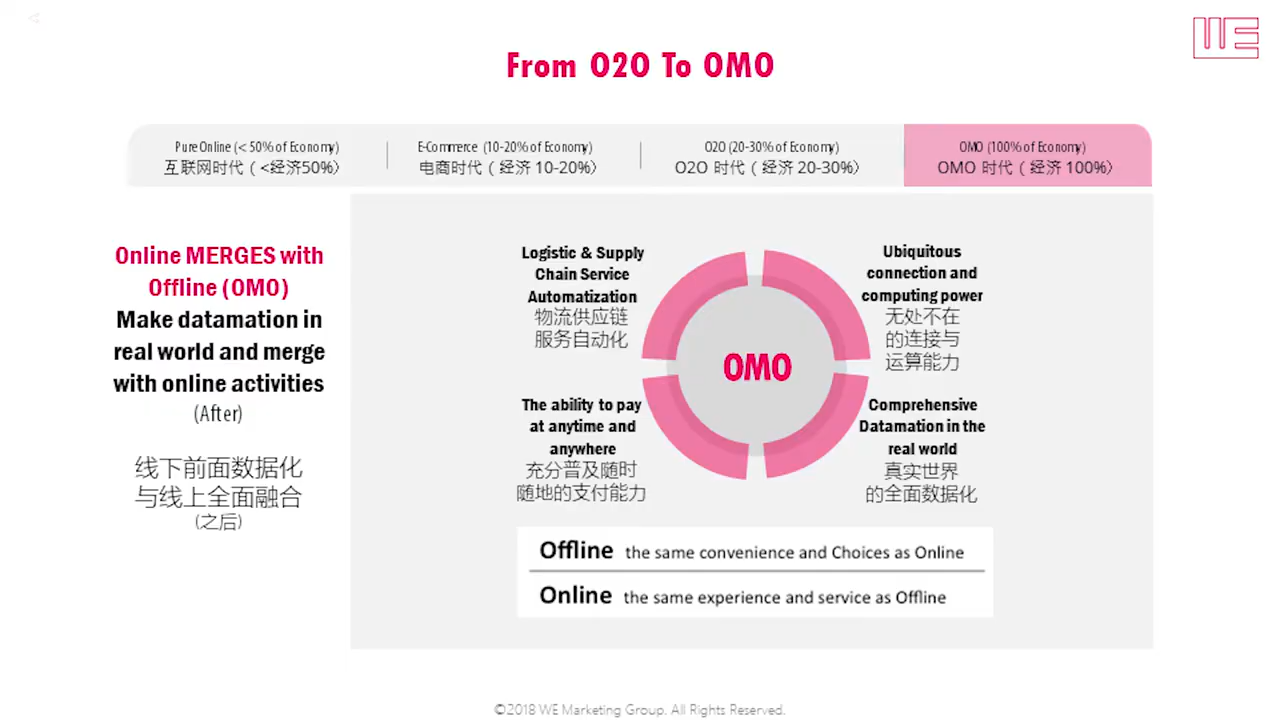 WE
From O2O To OMO
Pure Online (< 50% of Economy)
互联网时代（<经济50%）
E-Commerce (10-20% of Economy)
电商时代（经济 10-20%）
O2O (20-30% of Economy)
O2O 时代（经济 20-30%）
OMO (100% of Economy)
OMO 时代（经济 100%）
Online MERGES with
Offline (OMO)
Make datamation in
real world and merge
with online activities
(After)
线下前面数据化
与线上全面融合
(之后)
Logistic & Supply
Chain Service
Automatization
物流供应链
服务自动化
Ubiquitous
connection and
computing power
无处不在
的连接与
运算能力
OMO
The ability to pay
at anytime and
anywhere
充分普及随时
随地的支付能力
Comprehensive
Datamation in the
real world
真实世界
的全面数据化
Offline the same convenience and Choices as Online
Online the same experience and service as Offline
©2018 WE Marketing Group. All Rights Reserved.